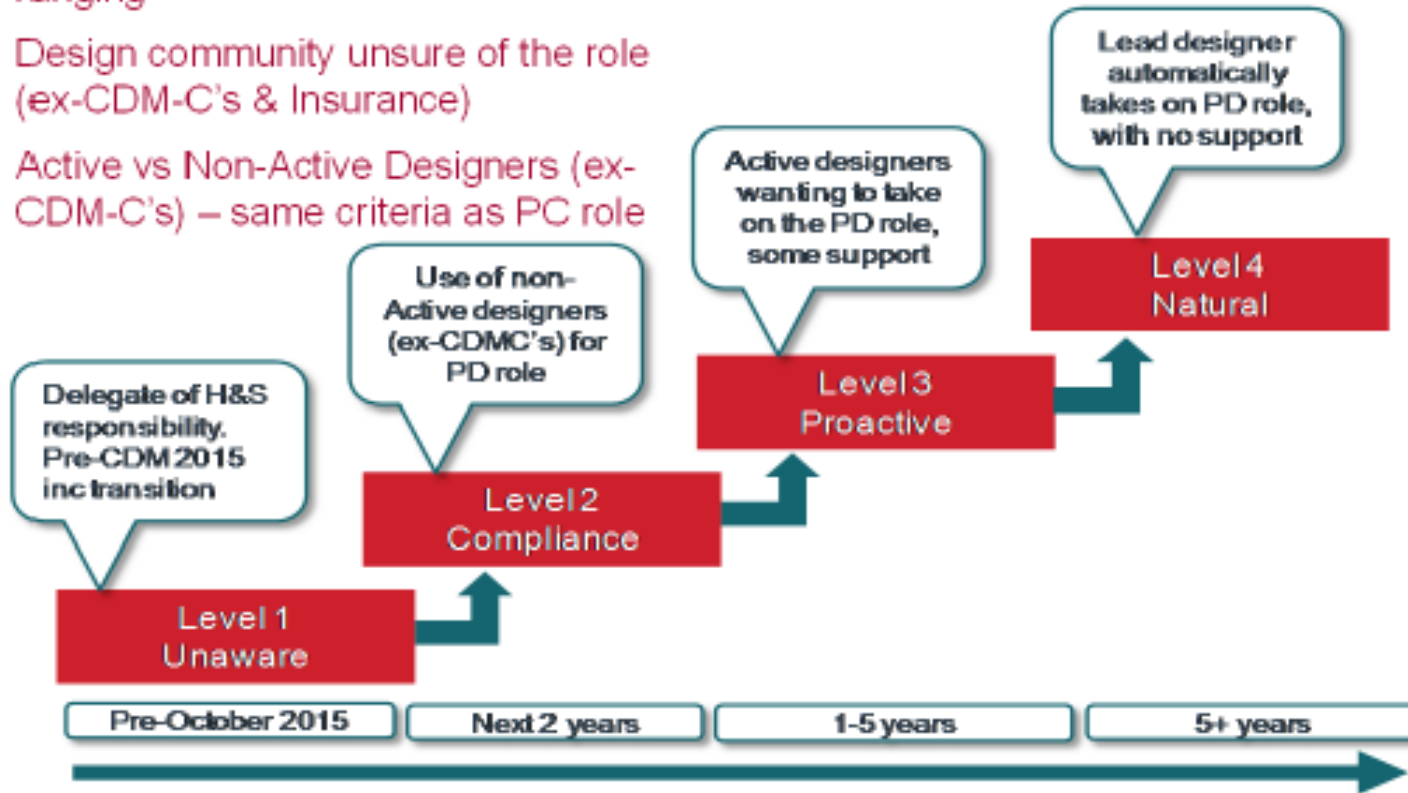 Design community unsure of the role
(ex-CDM-C's & Insurance)
Active vs Non-Active Designers (ex-
CDM-C's) – same criteria as PC role
Lead designer
automatically
takes on PD role,
with no support
Active designers
wanting to take
on the PD role,
some support
Use of non-
Active designers
(ex-CDMC's) for
PD role
Delegate of H&S
responsibility.
Pre-CDM 2015
inc transition
Level 4
Natural
Level 3
Proactive
Level 2
Compliance
Level 1
Unaware
Pre-October 2015
Next 2 years
1-5 years
5+ years